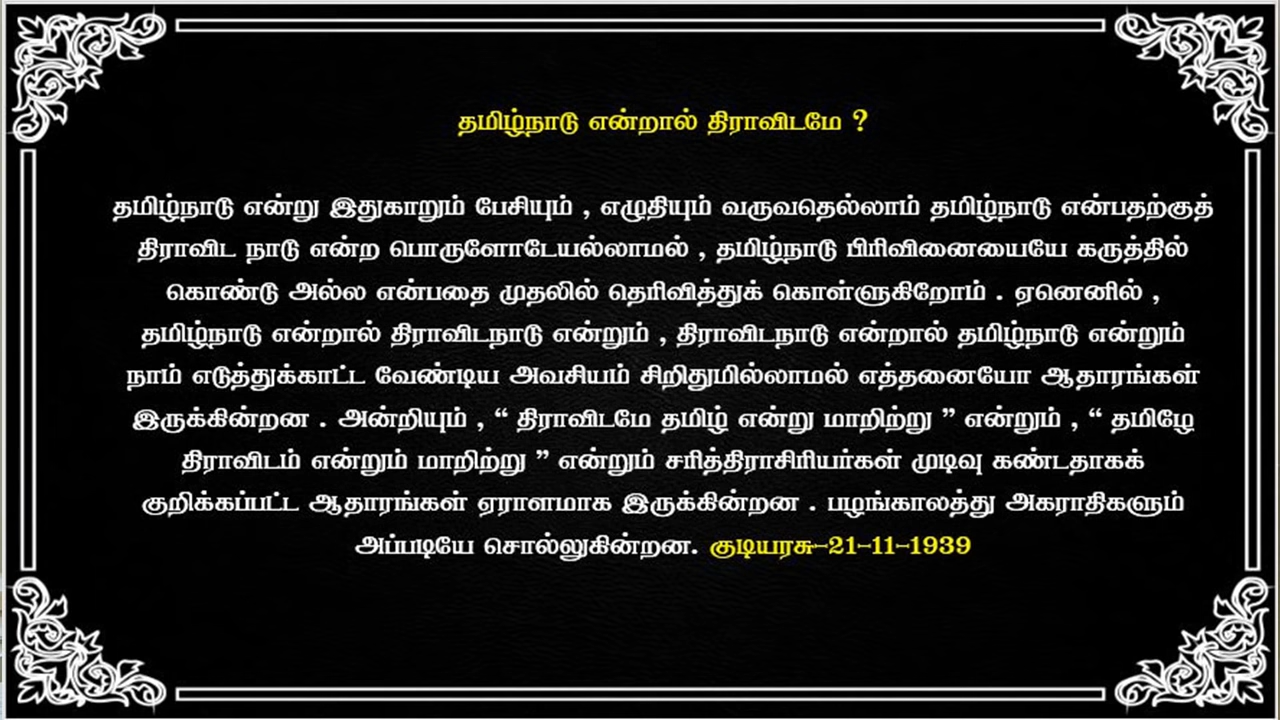 தமிழ்நாடு என்றால் திராவிடமே ?
தமிழ்நாடு என்று இதுகாறும் பேசியும் , எழுதியும் வருவதெல்லாம் தமிழ்நாடு என்பதற்குத்
திராவிட நாடு என்ற பொருளோடேயல்லாமல் , தமிழ்நாடு பிரிவினையையே கருத்தில்
கொண்டு அல்ல என்பதை முதலில் தெரிவித்துக் கொள்ளுகிறோம் . ஏனெனில் ,
தமிழ்நாடு என்றால் திராவிடநாடு என்றும் , திராவிடநாடு என்றால் தமிழ்நாடு என்றும்
நாம் எடுத்துக்காட்ட வேண்டிய அவசியம் சிறிதுமில்லாமல் எத்தனையோ ஆதாரங்கள்
இருக்கின்றன . அன்றியும் , “ திராவிடமே தமிழ் என்று மாறிற்று ” என்றும் , “ தமிழே
திராவிடம் என்றும் மாறிற்று ” என்றும் சரித்திராசிரியர்கள் முடிவு கண்டதாகக்
குறிக்கப்பட்ட ஆதாரங்கள் ஏராளமாக இருக்கின்றன . பழங்காலத்து அகராதிகளும்
அப்படியே சொல்லுகின்றன. குடியரசு-21-11-1939